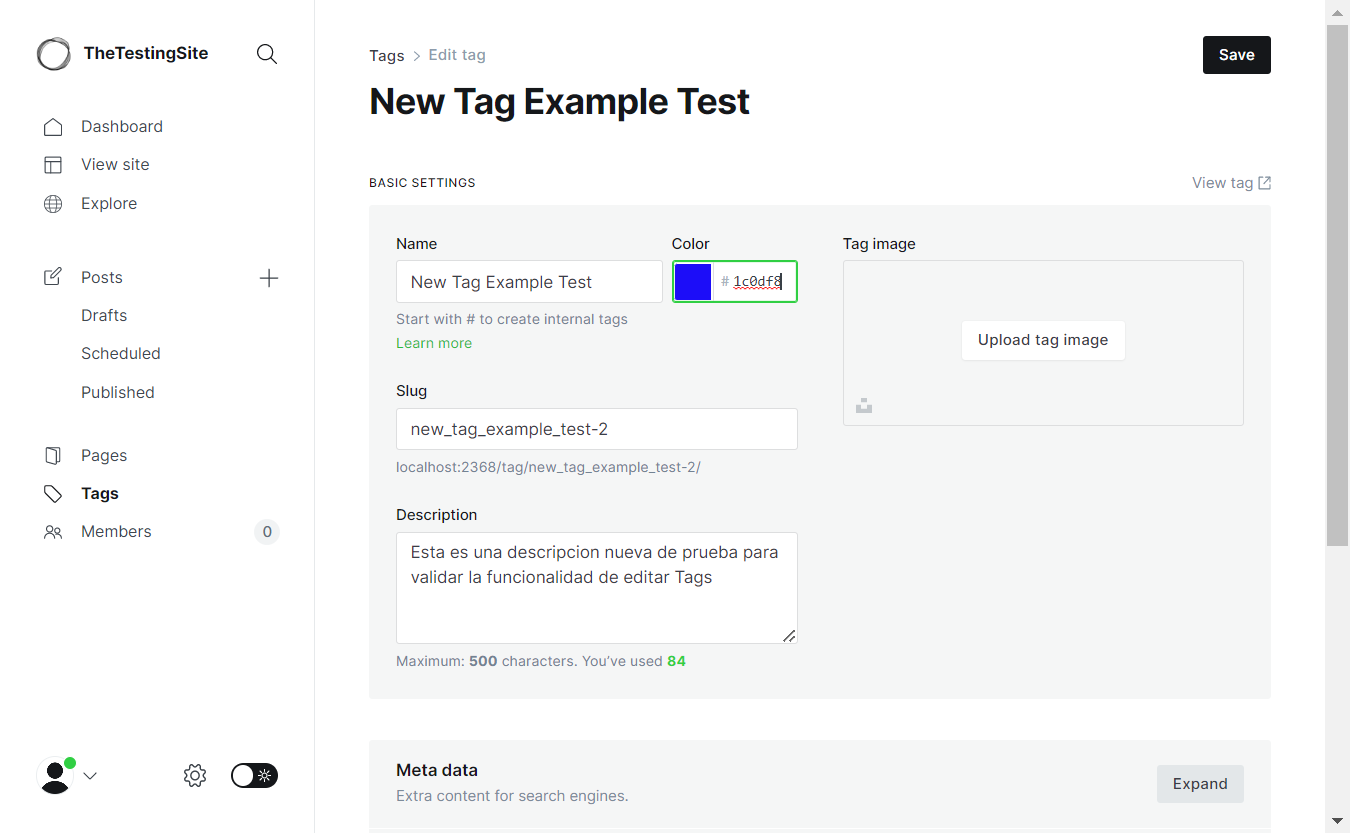 TheTestingSite
Dashboard
View site
Explore
Posts
Drafts
Scheduled
Published
Pages
Tags
Members 0
Tags > Edit tag
Save
New Tag Example Test
BASIC SETTINGS
View tag
Name
New Tag Example Test
Start with # to create internal tags
Learn more
Color
# 1c0df8
Slug
new_tag_example_test-2
localhost:2368/tag/new_tag_example_test-2/
Description
Esta es una descripcion nueva de prueba para
validar la funcionalidad de editar Tags
Maximum: 500 characters. You’ve used 84
Tag image
Upload tag image
Meta data
Extra content for search engines.
Expand